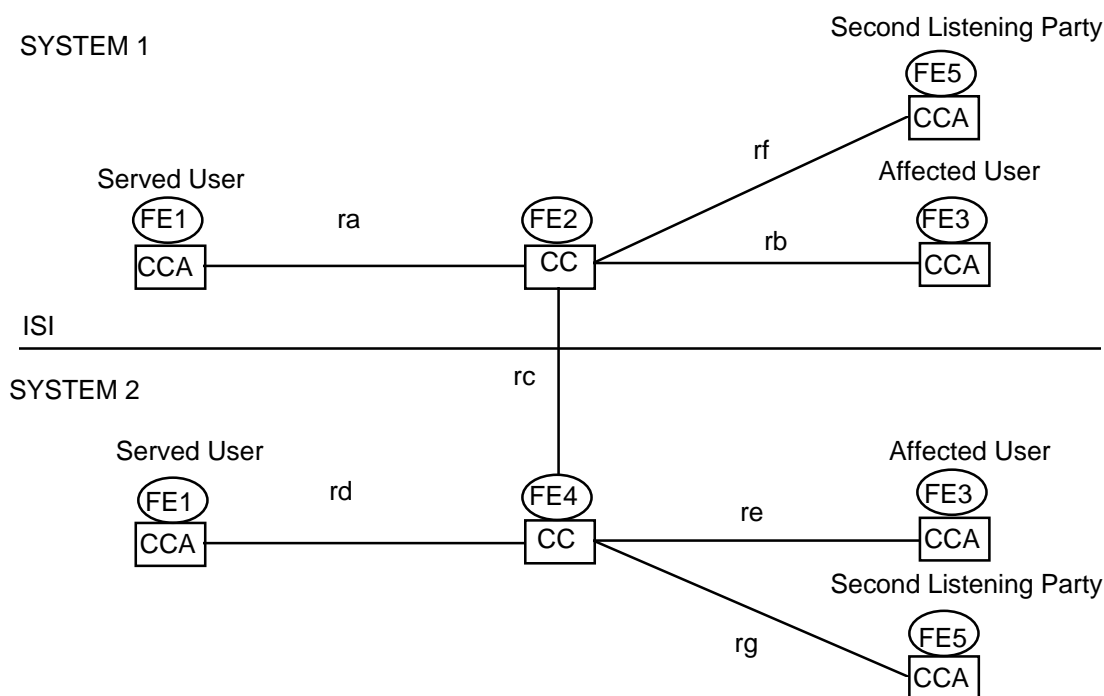 SYSTEM 1
Second Listening Party
FE5
CCA
rf
Served User
Affected User
FE1
ra
FE2
rb
FE3
CCA
CC
CCA
ISI
SYSTEM 2
rc
Served User
Affected User
FE1
rd
FE4
re
FE3
CCA
CC
CCA
Second Listening Party
rg
FE5
CCA